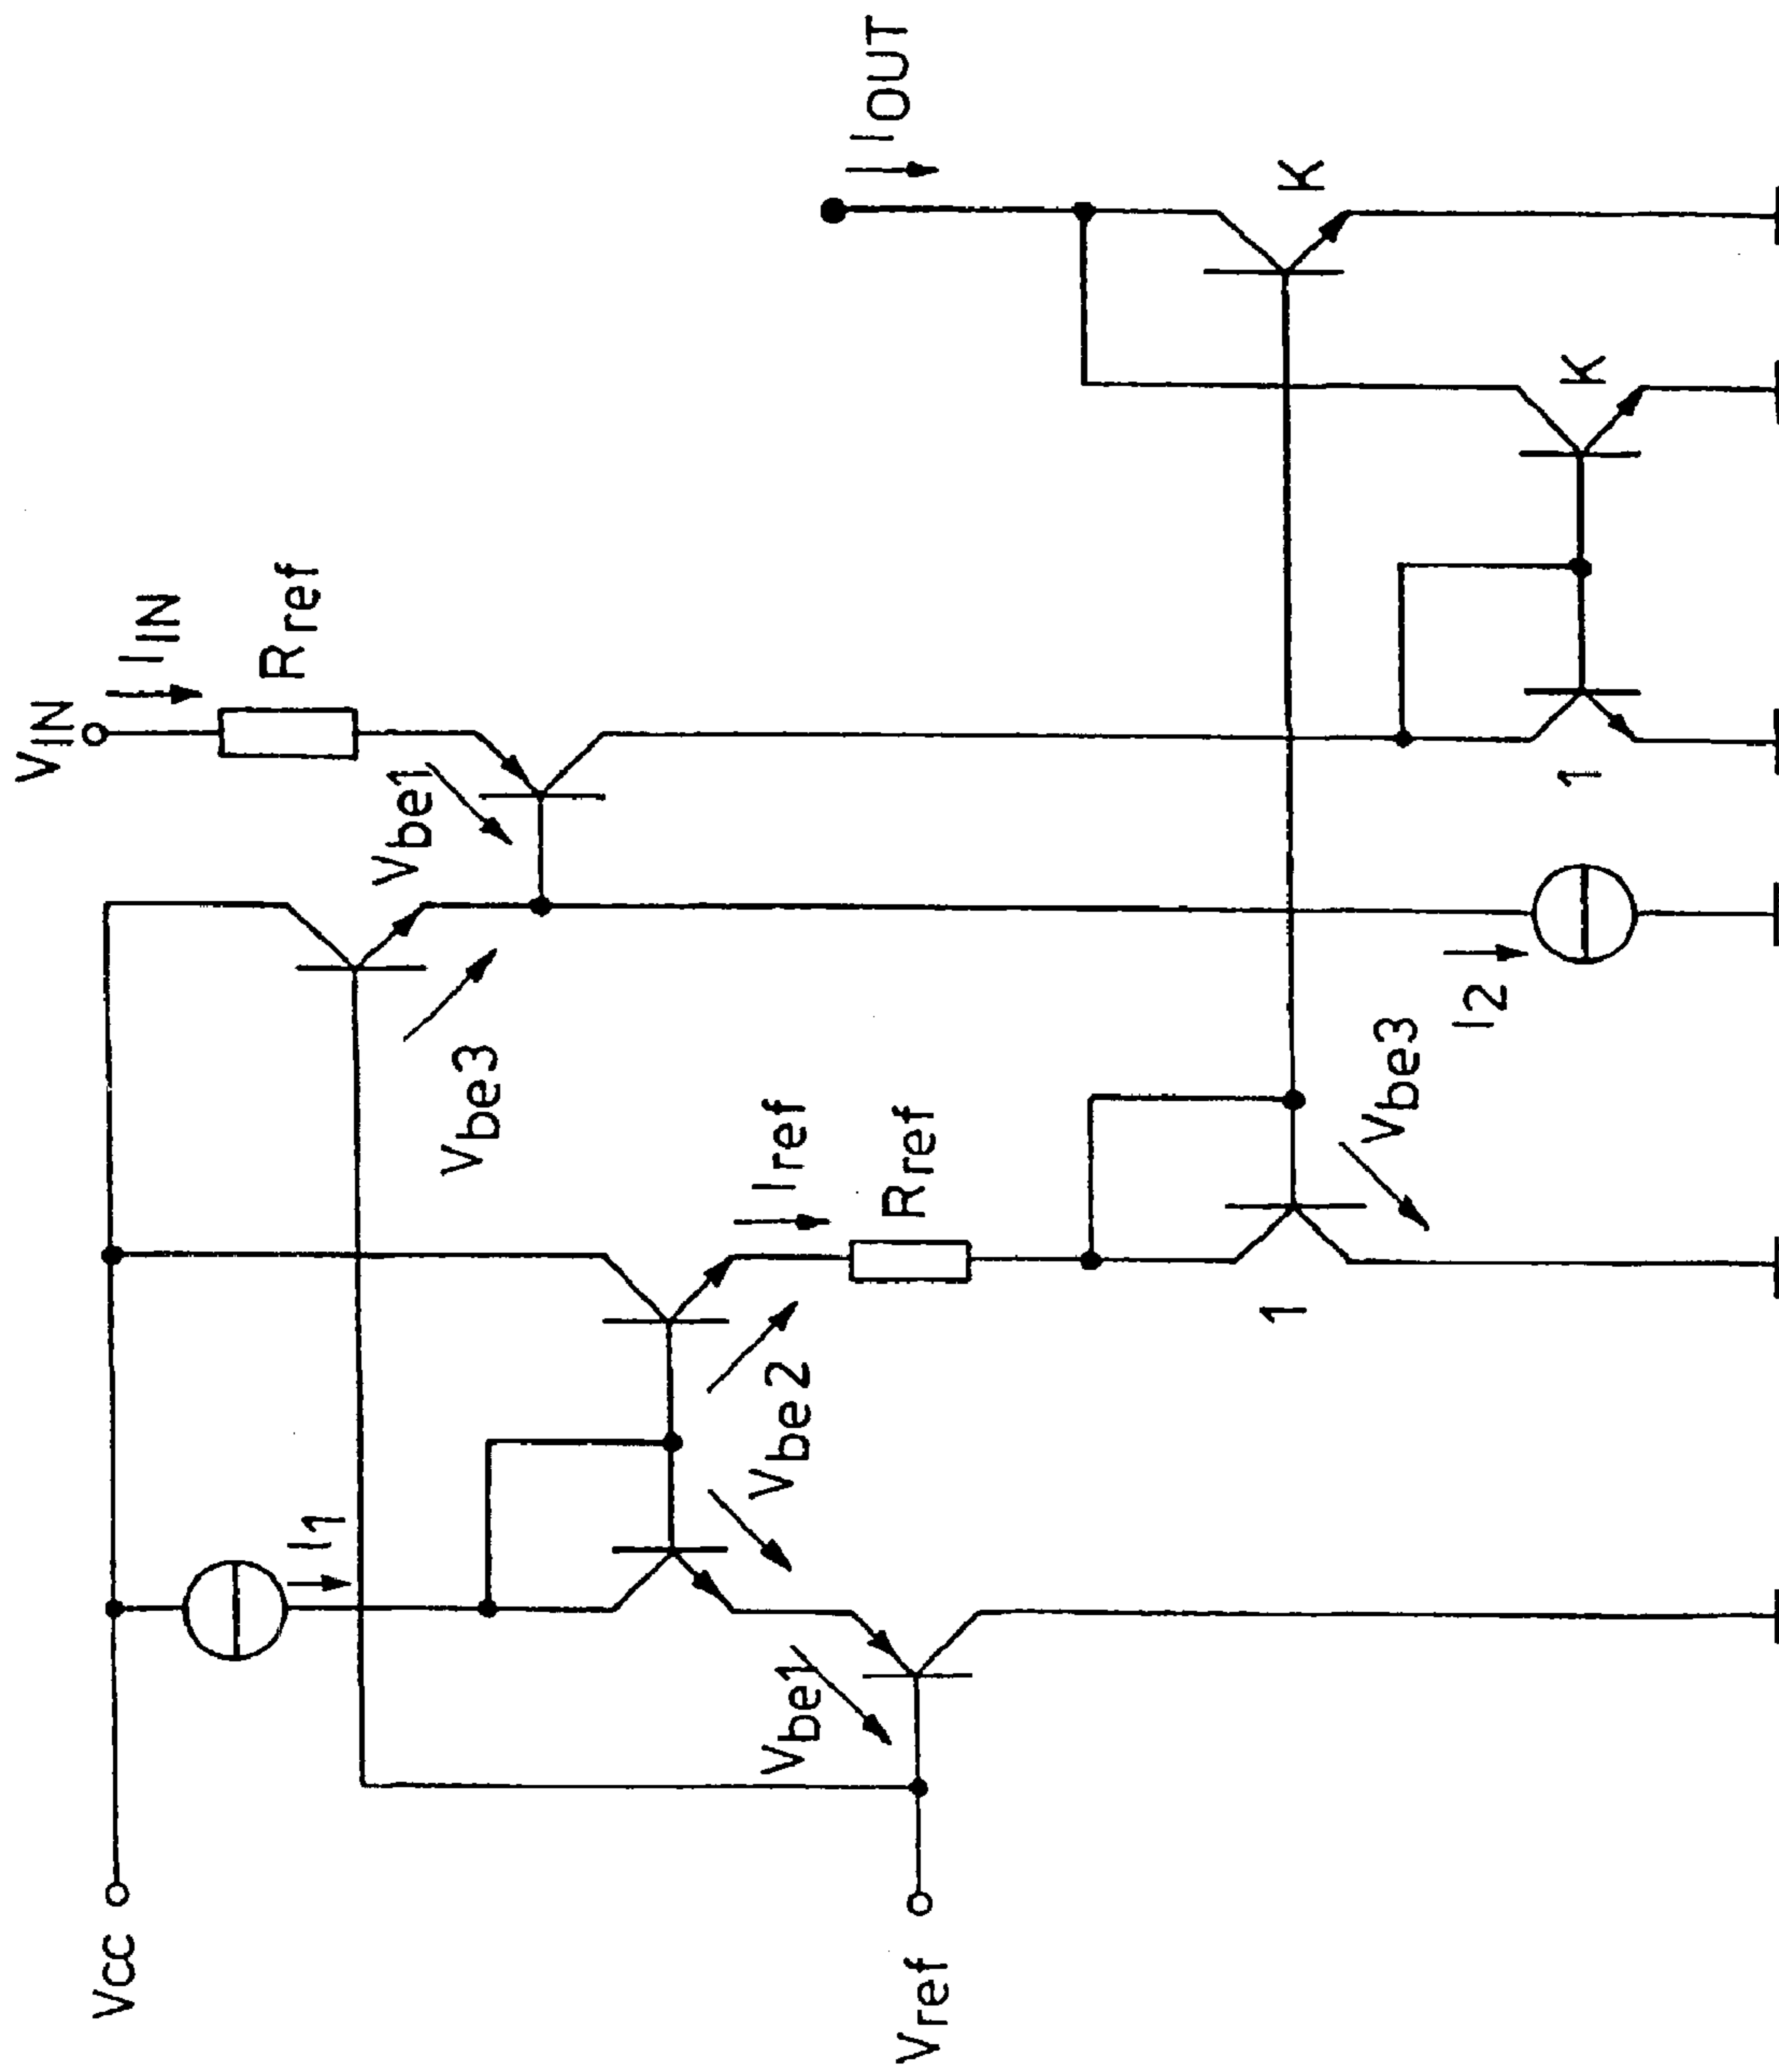 Vcc
Vref
I1
Vbe1
Vbe2
Iref
Rref
Vbe3
1
Vbe3
I2
VIN
IIN
Rref
Vbe1
1
K
K
IOUT